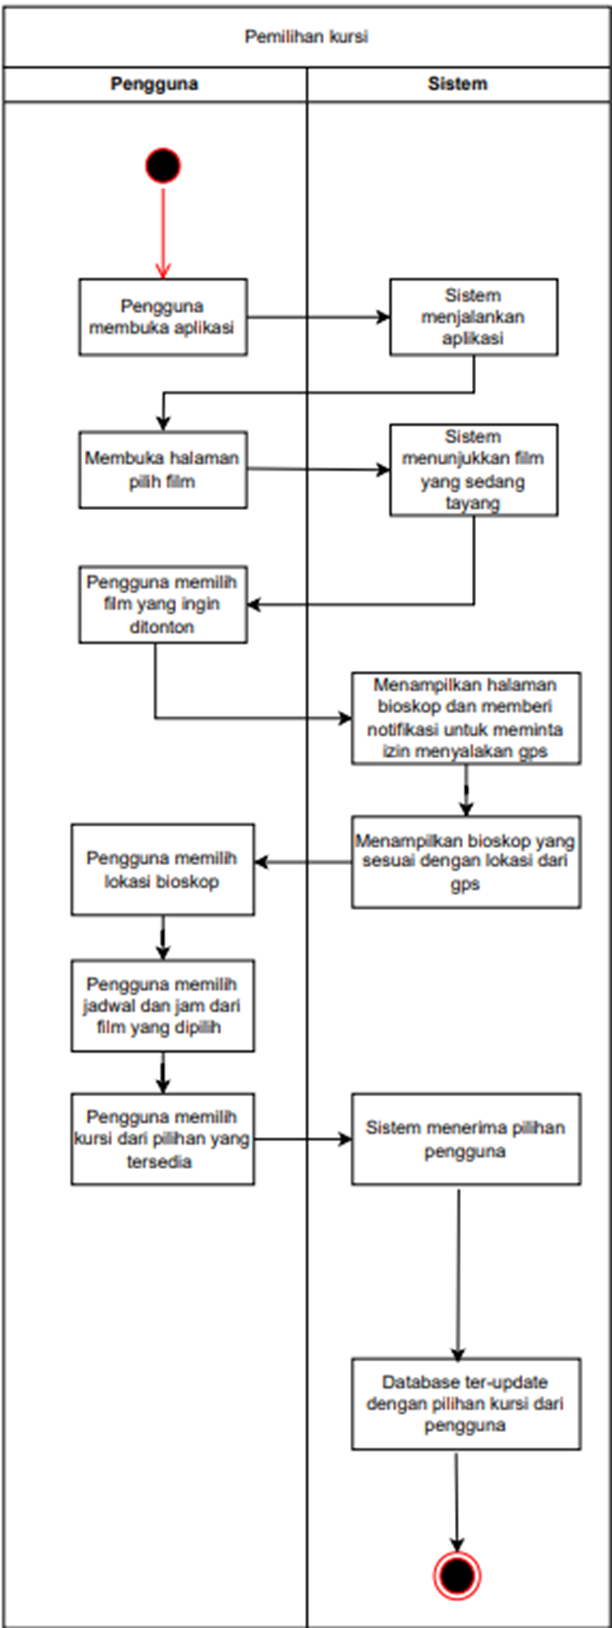 Pemilihan kursi
Pengguna
Sistem
Pengguna
membuka aplikasi
Sistem
menjalankan
aplikasi
Membuka halaman
pilih film
Sistem
menunjukkan film
yang sedang
tayang
Pengguna memilih
film yang ingin
ditonton
Menampilkan halaman
bioskop dan memberi
notifikasi untuk meminta
izin menyalakan gps
Menampilkan bioskop yang
sesuai dengan lokasi dari
gps
Pengguna memilih
lokasi bioskop
Pengguna memilih
jadwal dan jam dari
film yang dipilih
Pengguna memilih
kursi dari pilihan yang
tersedia
Sistem menerima pilihan
pengguna
Database ter-update
dengan pilihan kursi dari
pengguna